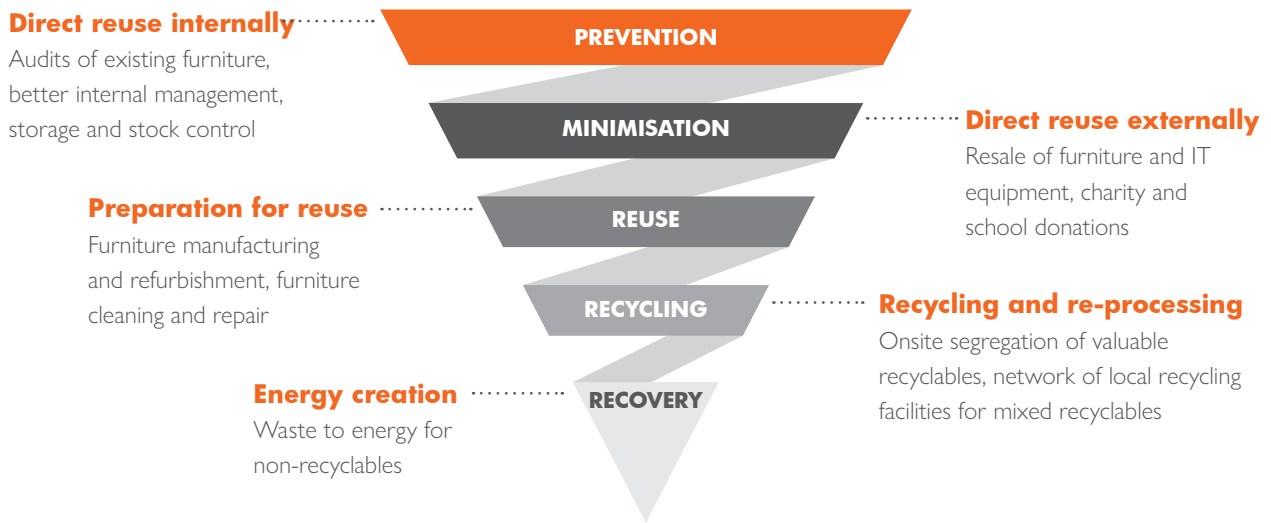 Direct reuse internally
Audits of existing furniture,
better internal management,
storage and stock control
PREVENTION
MINIMISATION
Direct reuse externally
Resale of furniture and IT
equipment, charity and
school donations
Preparation for reuse
Furniture manufacturing
and refurbishment, furniture
cleaning and repair
REUSE
RECYCLING
Recycling and re-processing
Onsite segregation of valuable
recyclables, network of local recycling
facilities for mixed recyclables
Energy creation
Waste to energy for
non-recyclables
RECOVERY